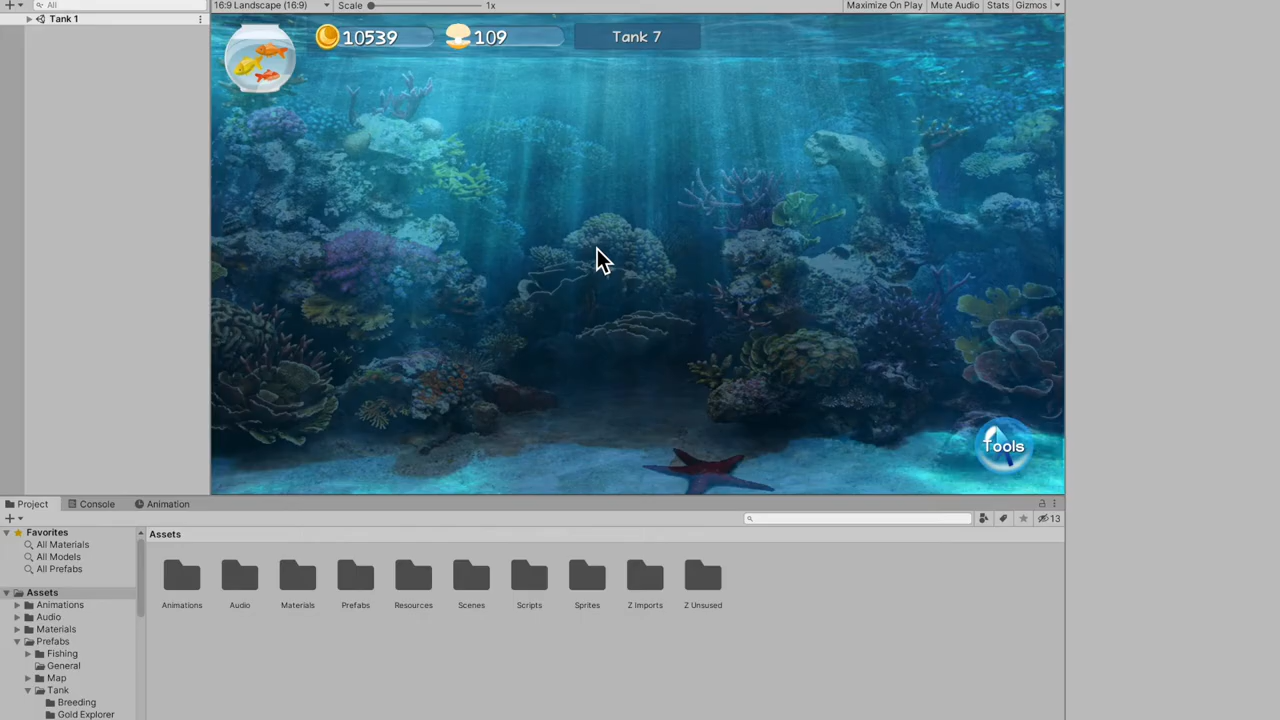 All
16:9 Landscape (16:9)
Scale
1x
Maximize On Play
Mute Audio
Stats
Gizmos
Tank 1
10539
109
Tank 7
Tools
Project
Console
Animation
13
Favorites
All Materials
All Models
All Prefabs
Assets
Animations
Audio
Materials
Prefabs
Fishing
General
Map
Tank
Breeding
Gold Explorer
Assets
Animations
Audio
Materials
Prefabs
Resources
Scenes
Scripts
Sprites
Z Imports
Z Unsused